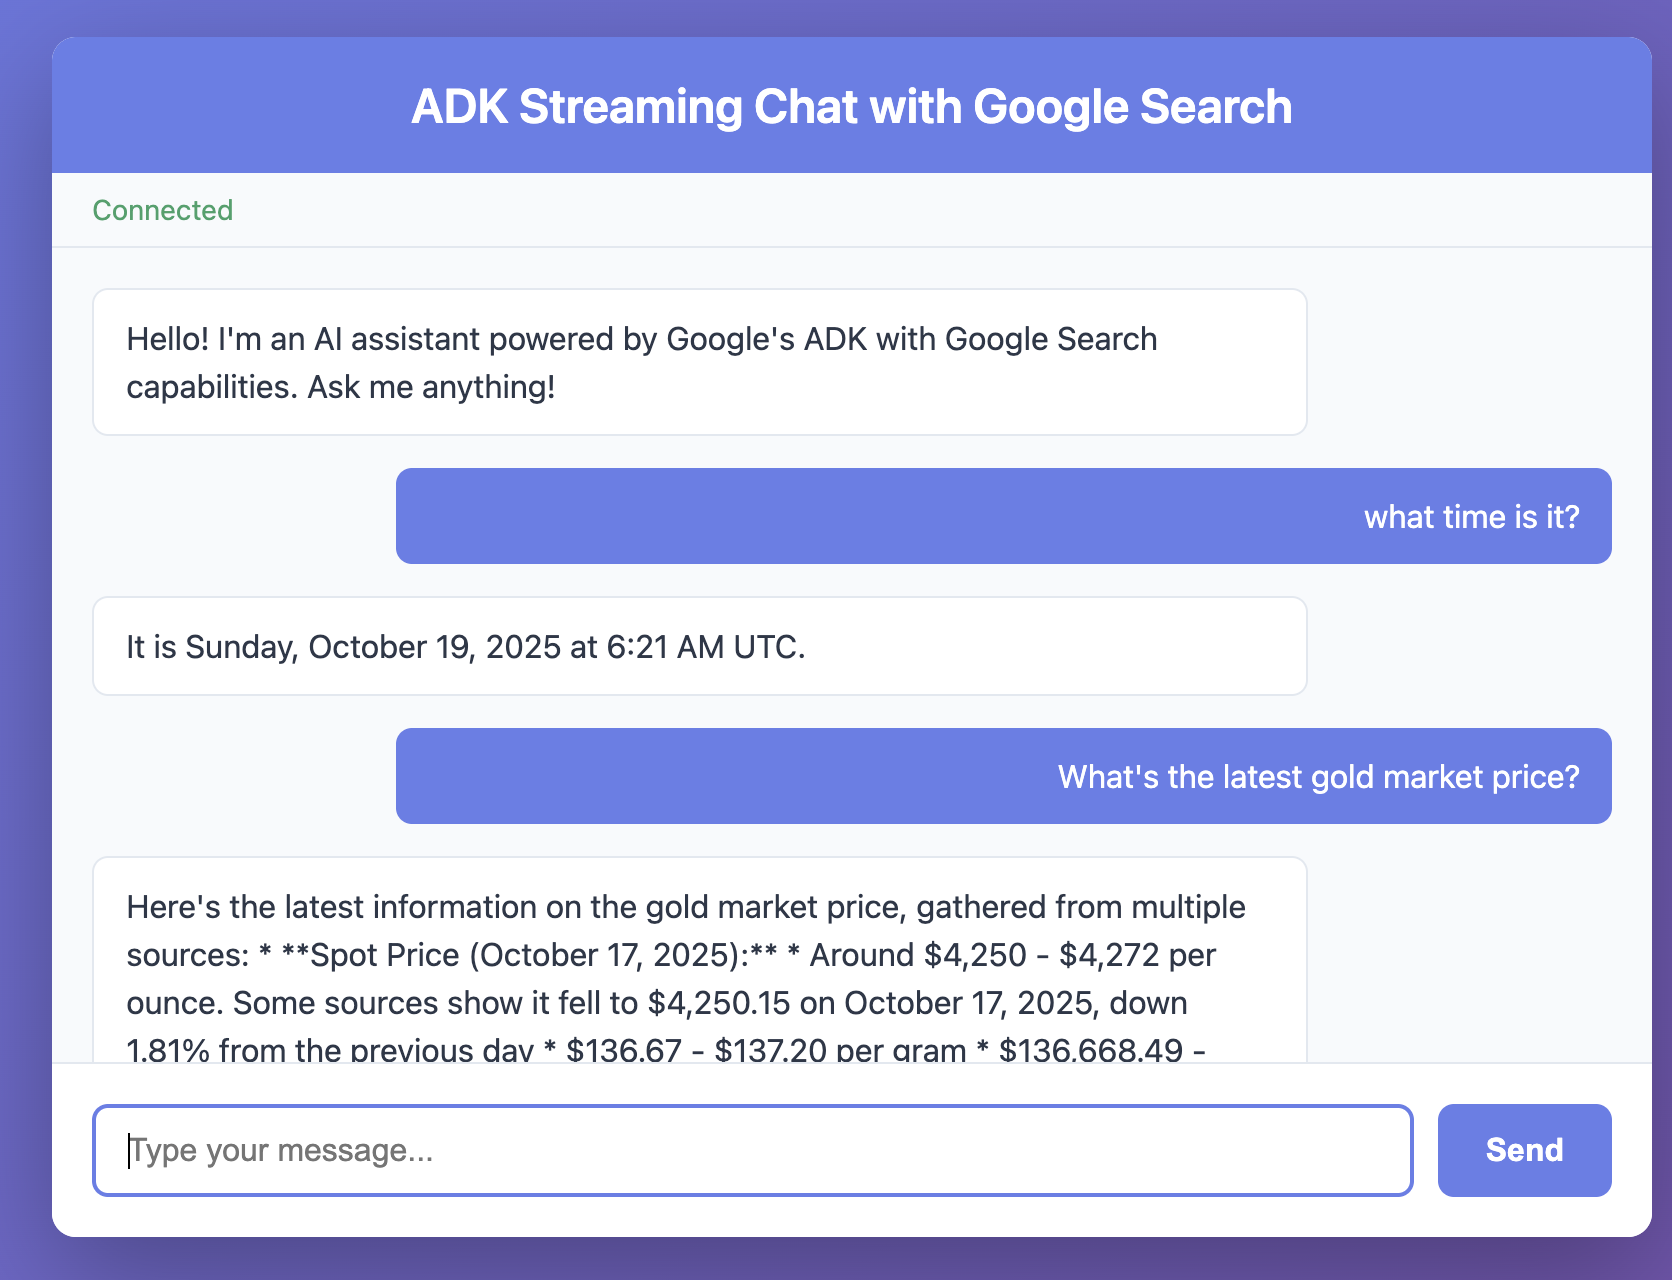 ADK Streaming Chat with Google Search
Connected
Hello! I'm an AI assistant powered by Google's ADK with Google Search
capabilities. Ask me anything!
what time is it?
It is Sunday, October 19, 2025 at 6:21 AM UTC.
What's the latest gold market price?
Here's the latest information on the gold market price, gathered from multiple
sources: * **Spot Price (October 17, 2025):** * Around $4,250 - $4,272 per
ounce. Some sources show it fell to $4,250.15 on October 17, 2025, down
1.81% from the previous day * $136.67 - $137.20 per gram * $136,668.49 -
Type your message...
Send